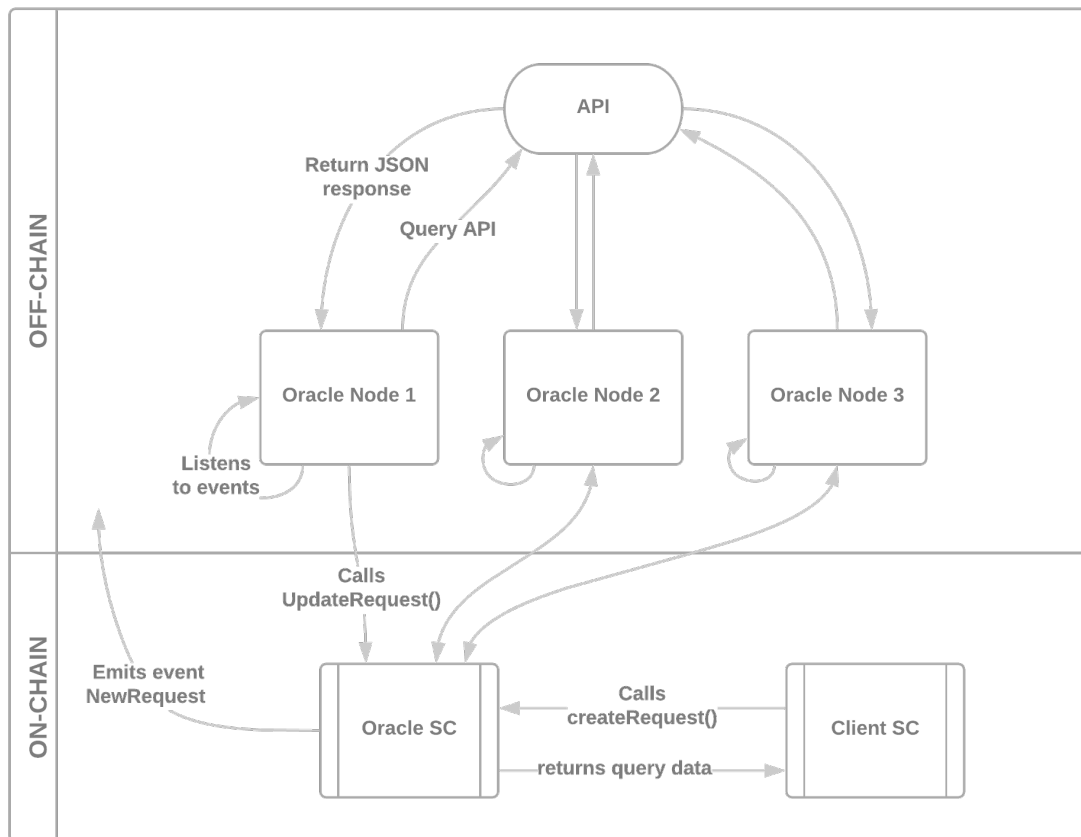 API
Return JSON
response
Query API
OFF-CHAIN
Oracle Node 1
Oracle Node 2
Oracle Node 3
Listens
to events
Calls
UpdateRequest()
ON-CHAIN
Emits event
NewRequest
Oracle SC
Calls
createRequest()
Client SC
returns query data